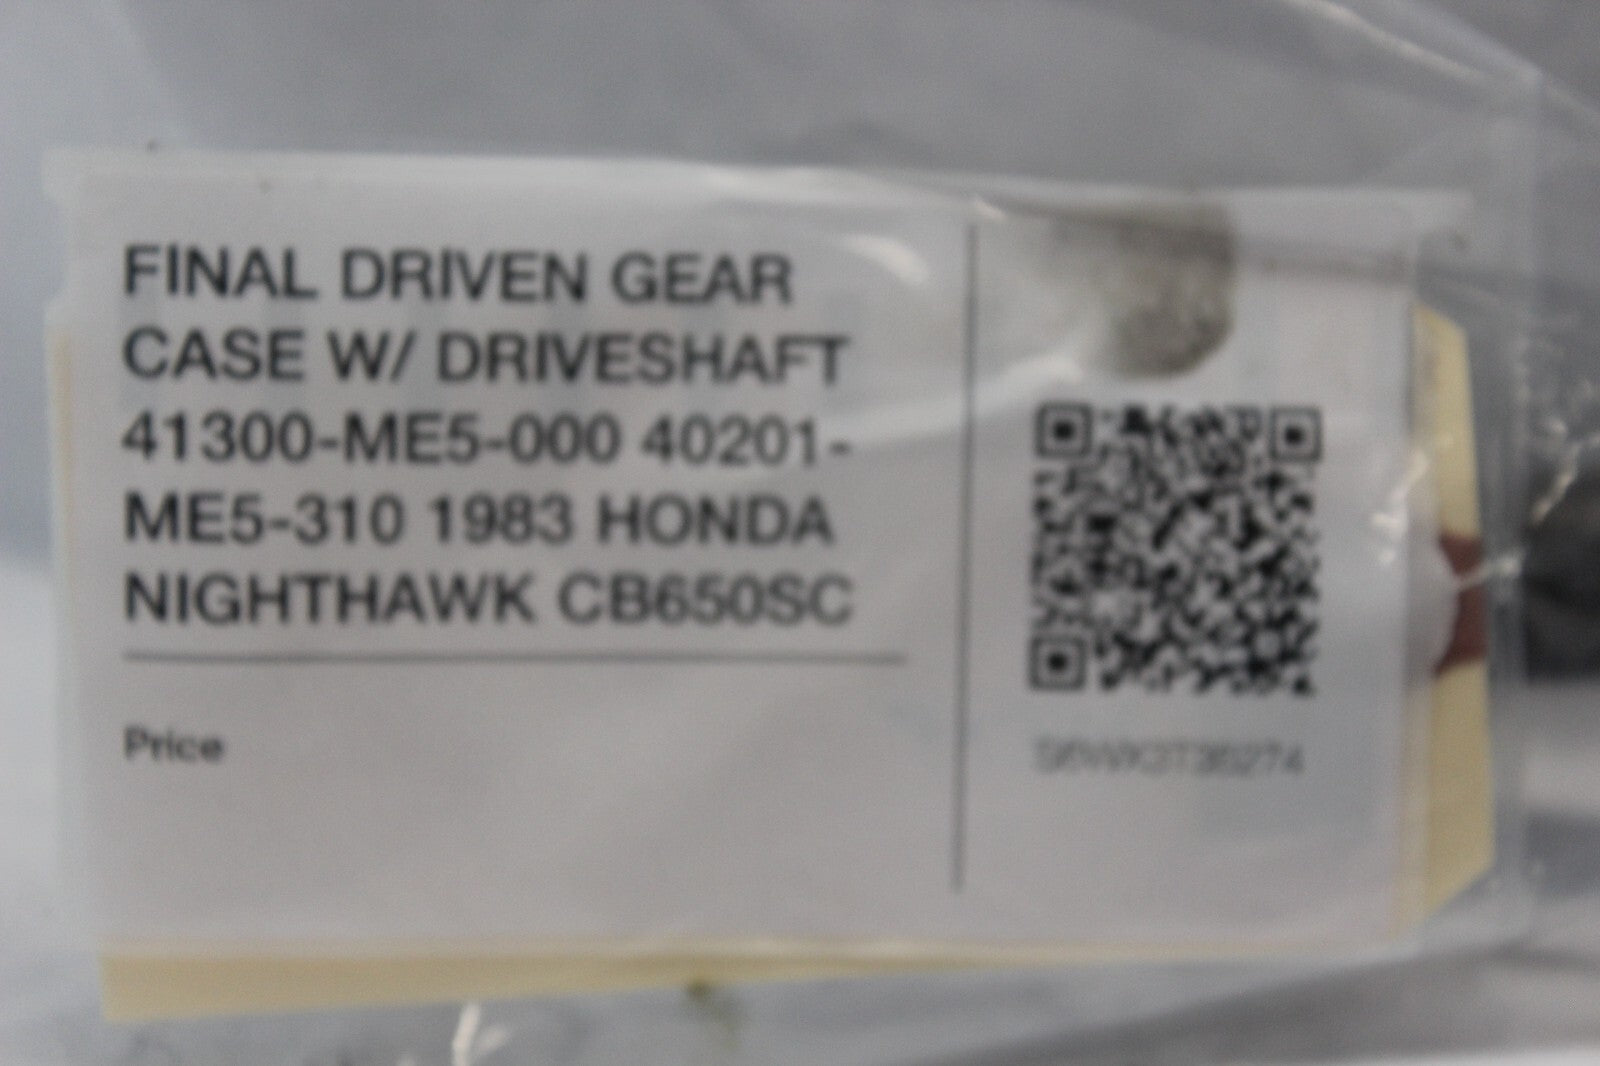 FINAL DRIVEN GEAR
CASE W/ DRIVESHAFT
41300-ME5-000 40201-
ME5-310 1983 HONDA
NIGHTHAWK CB650SC
Price